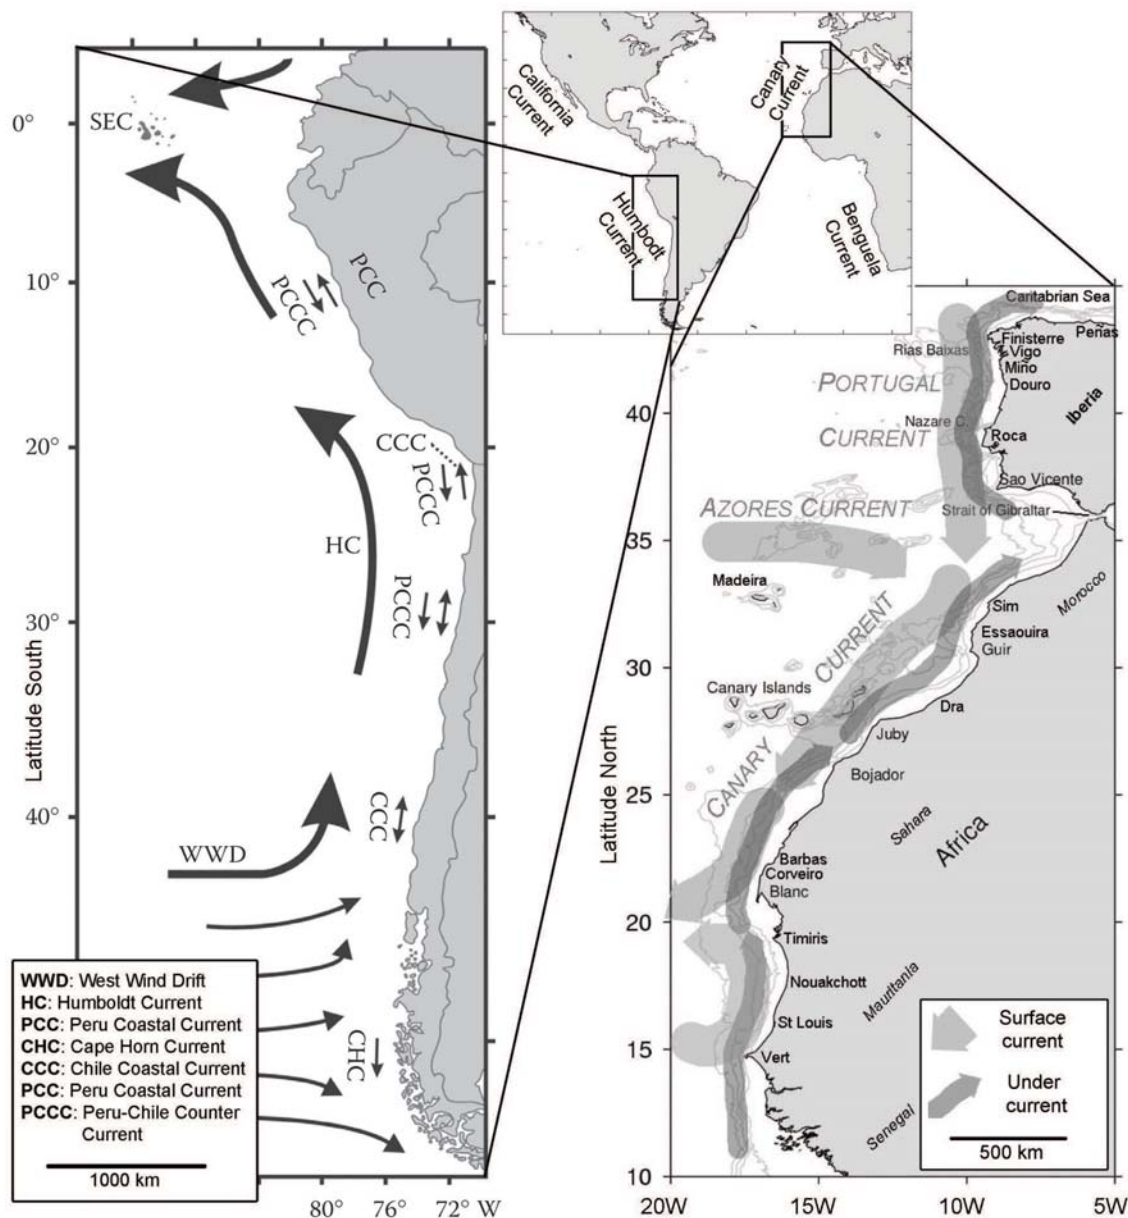 SEC
0°
10°
20°
30°
40°
Latitude South
PCCC
PCC
CCC
PCCC
HC
PCCC
CCC
WWD
CHC
WWD: West Wind Drift
HC: Humboldt Current
PCC: Peru Coastal Current
CHC: Cape Horn Current
CCC: Chile Coastal Current
PCC: Peru Coastal Current
PCCC: Peru-Chile Counter
Current
1000 km
80°
76°
72° W
California
Current
Canary
Current
Humbodt
Current
Benguela
Current
Cantabrian Sea
Peñas
Finisterre
Rias Baixas
Vigo
Mino
Douro
PORTUGAL
Iberia
40
Nazare C.
CURRENT
Roca
Sao Vicente
AZORES CURRENT
Strait of Gibraltar
35
Madeira
Morocco
Sim
Essaouira
Guir
CURRENT
30
Canary Islands
Dra
Juby
CANARY
Bojador
25
Latitude North
Sahara
Africa
Barbas
Corveiro
Blanc
20
Timiris
Nouakchott
Mauritania
St Louis
15
Vert
Senegal
Surface
current
Under
current
500 km
10
20W
15W
10W
5W